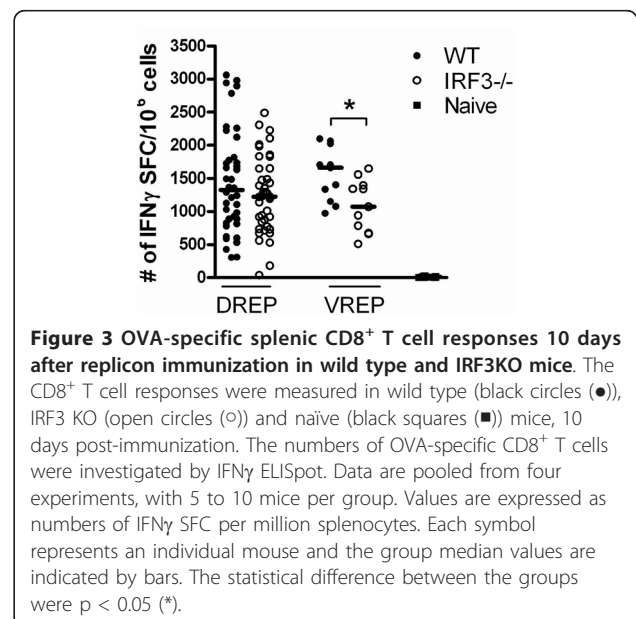 3500
3000
2500
2000
1500
1000
500
0
# of IFNγ SFC/10⁶ cells
● WT
○ IRF3-/-
■ Naive
*
DREP
VREP
Figure 3 OVA-specific splenic CD8⁺ T cell responses 10 days
after replicon immunization in wild type and IRF3KO mice. The
CD8⁺ T cell responses were measured in wild type (black circles (●)),
IRF3 KO (open circles (○)) and naïve (black squares (■)) mice, 10
days post-immunization. The numbers of OVA-specific CD8⁺ T cells
were investigated by IFNγ ELISpot. Data are pooled from four
experiments, with 5 to 10 mice per group. Values are expressed as
numbers of IFNγ SFC per million splenocytes. Each symbol
represents an individual mouse and the group median values are
indicated by bars. The statistical difference between the groups
were p < 0.05 (*).